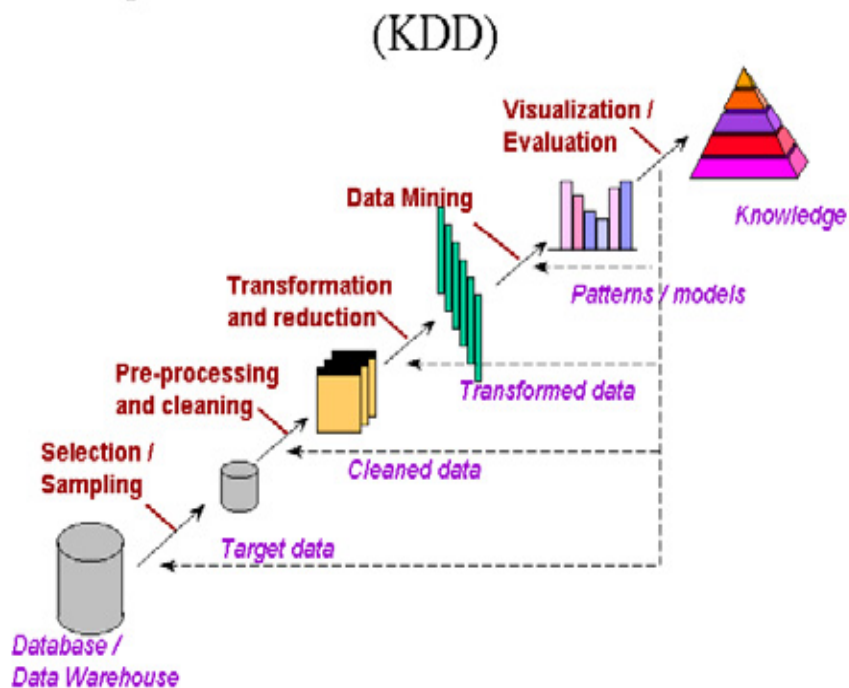 (KDD)
Visualization /
Evaluation
Knowledge
Data Mining
Patterns / models
Transformation
and reduction
Transformed data
Pre-processing
and cleaning
Cleaned data
Selection /
Sampling
Target data
Database /
Data Warehouse